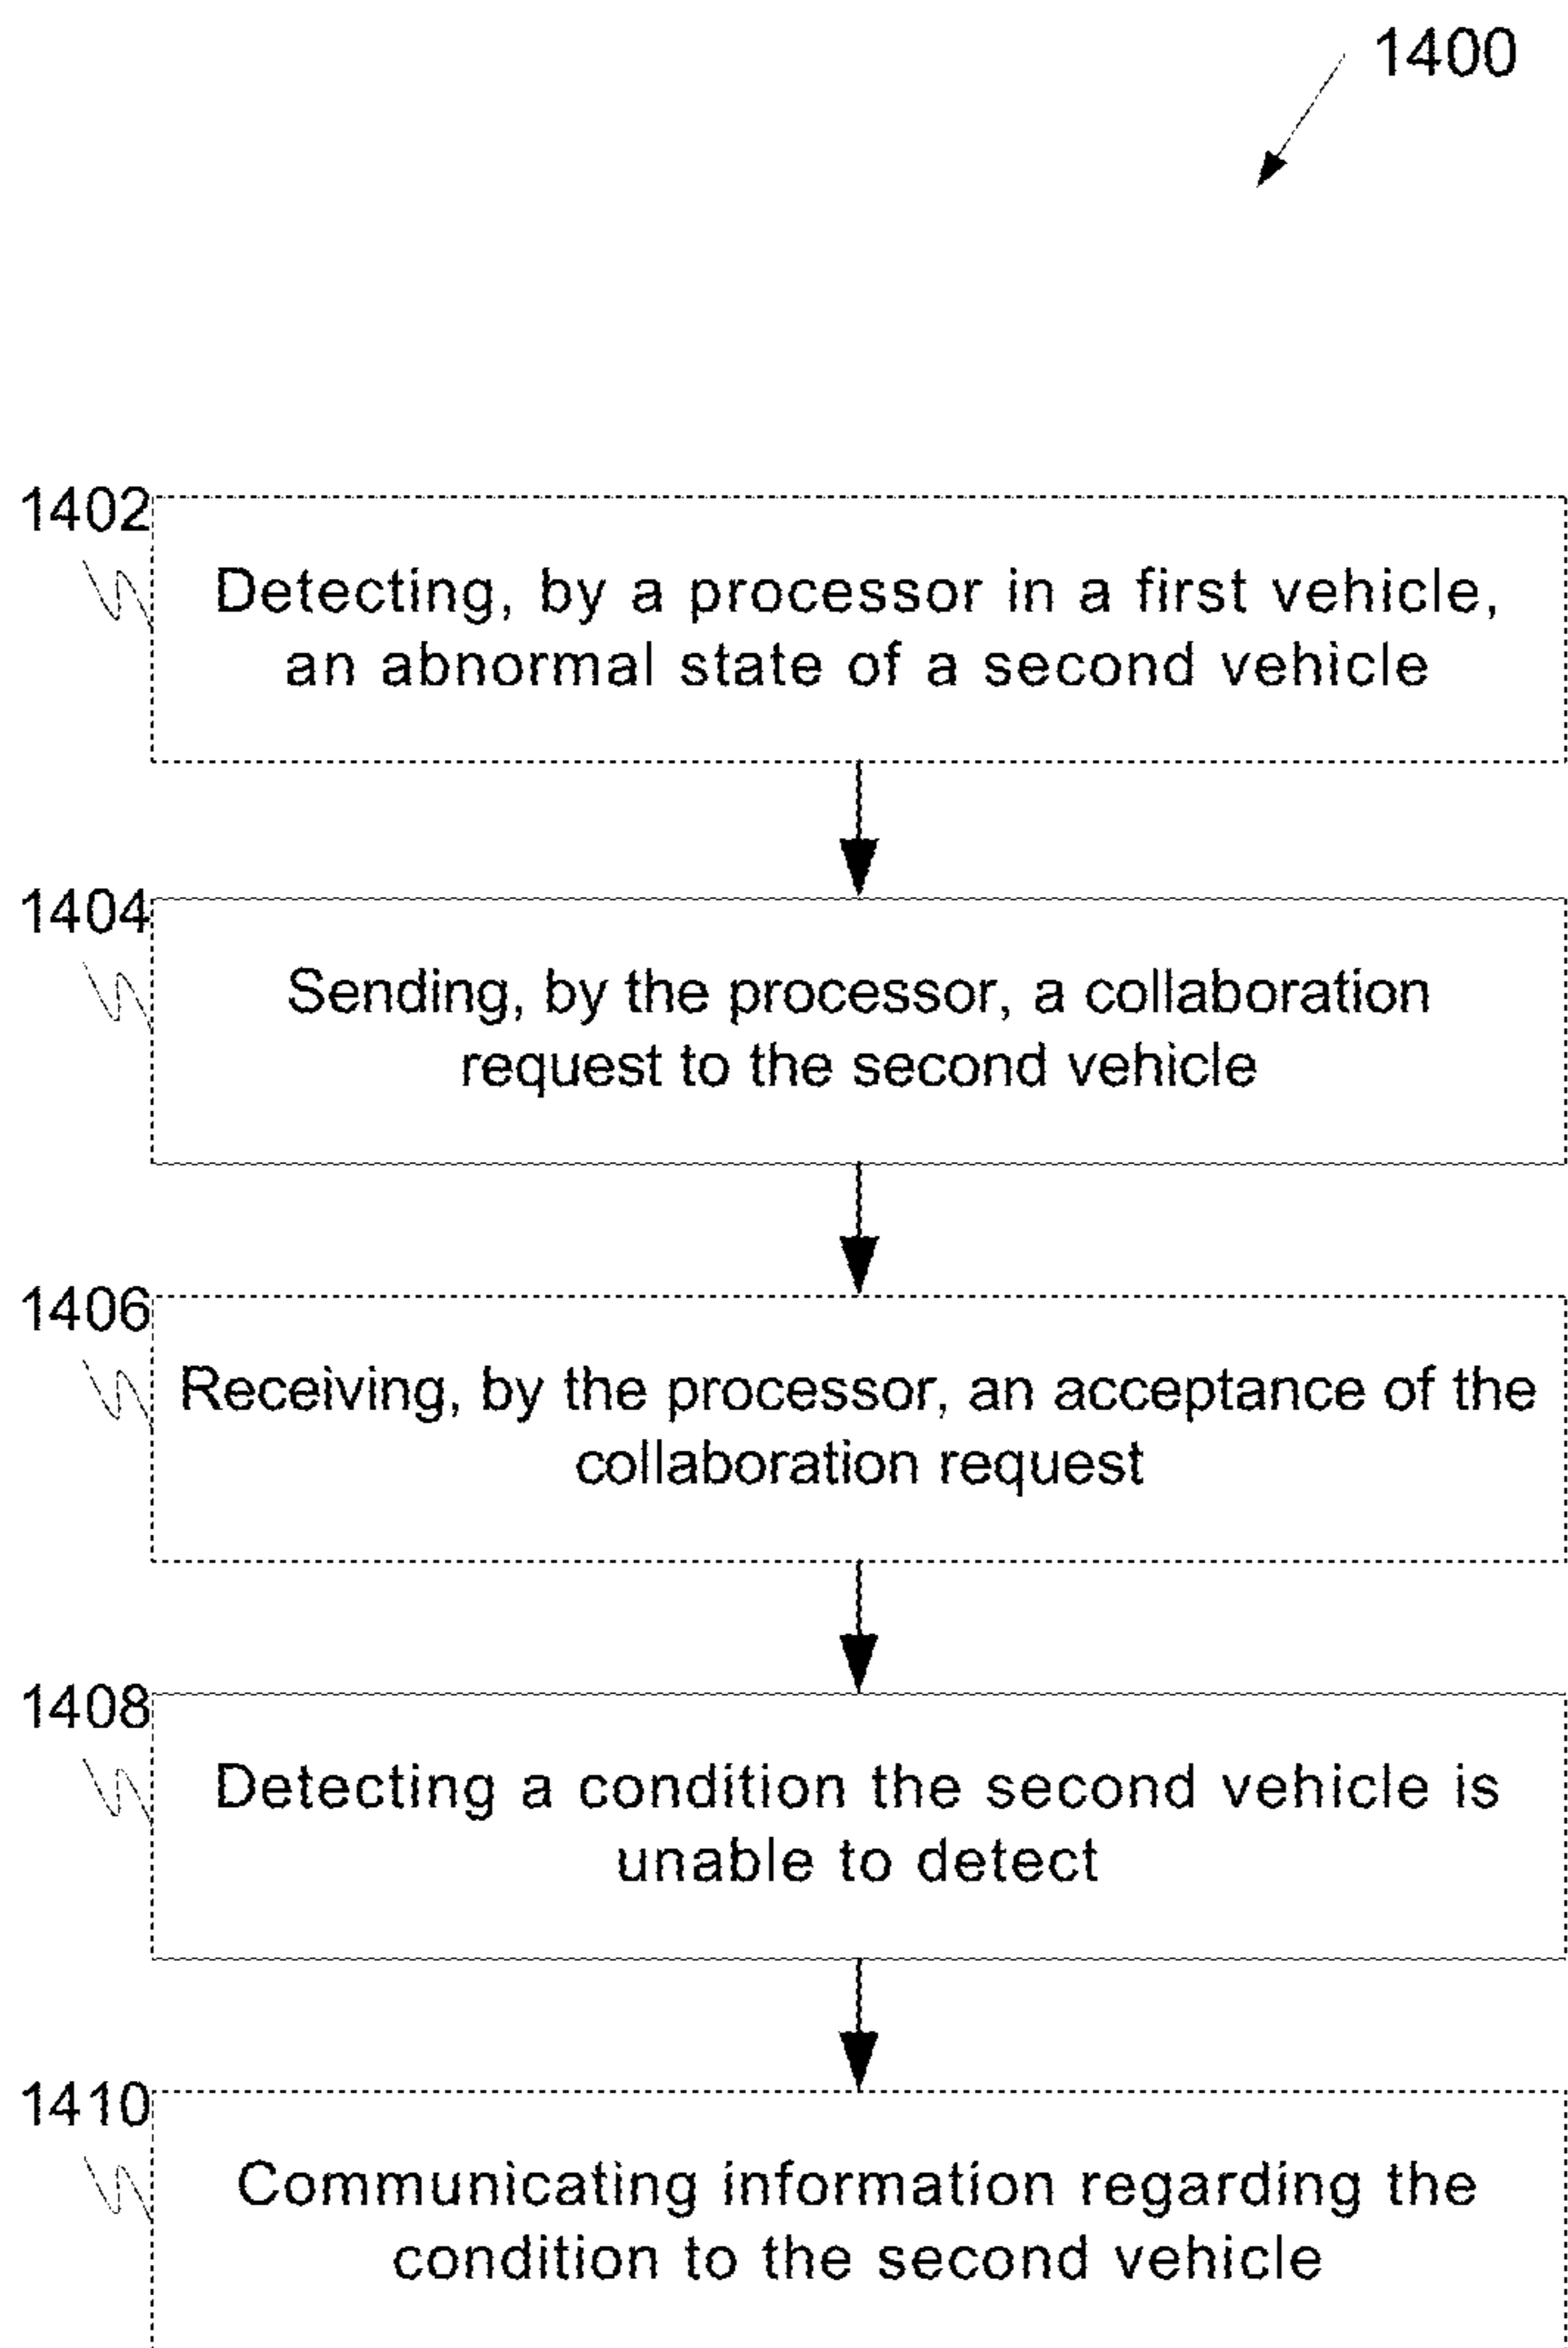 1400
1402
Detecting, by a processor in a first vehicle,
an abnormal state of a second vehicle
1404
Sending, by the processor, a collaboration
request to the second vehicle
1406
Receiving, by the processor, an acceptance of the
collaboration request
1408
Detecting a condition the second vehicle is
unable to detect
1410
Communicating information regarding the
condition to the second vehicle